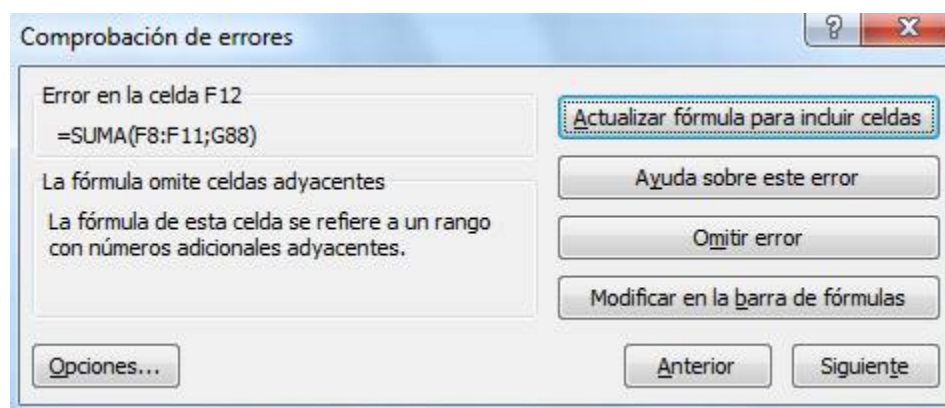 Comprobación de errores
Error en la celda F12
=SUMA(F8:F11;G88)
La fórmula omite celdas adyacentes
La fórmula de esta celda se refiere a un rango
con números adicionales adyacentes.
Actualizar fórmula para incluir celdas
Ayuda sobre este error
Omitir error
Modificar en la barra de fórmulas
Opciones...
Anterior
Siguiente